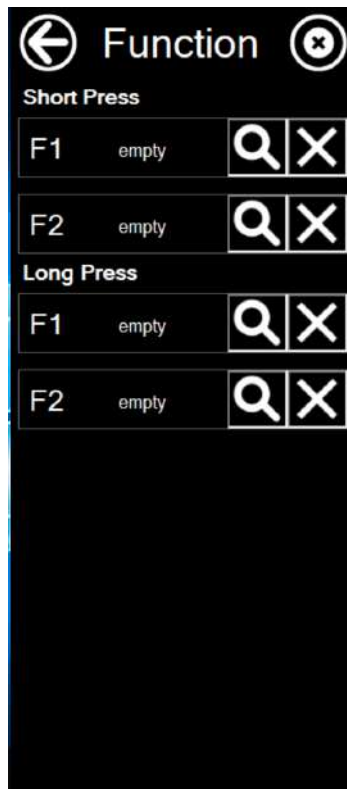 Function
Short Press
F1 empty
F2 empty
Long Press
F1 empty
F2 empty